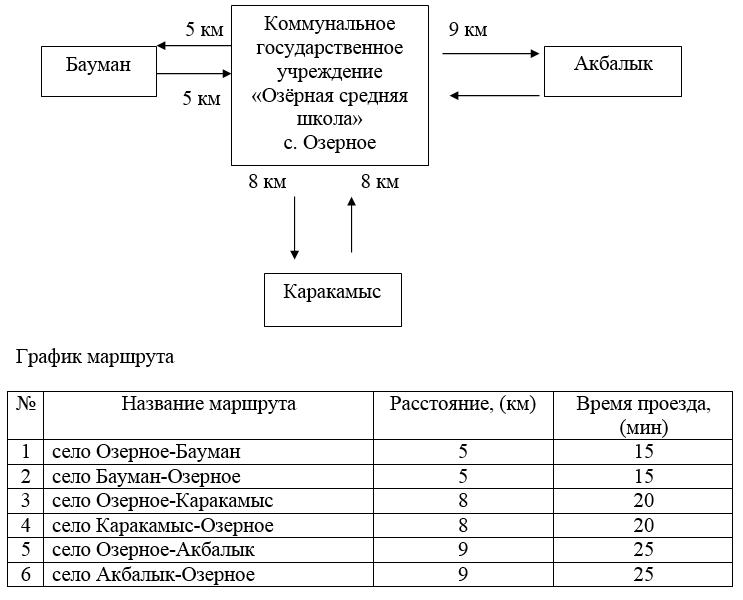 5 км
Бауман
5 км
Коммунальное
государственное
учреждение
«Озёрная средняя
школа»
с. Озерное
9 км
Акбалык
8 км
8 км
Каракамыс
График маршрута
№ Название маршрута Расстояние, (км) Время проезда,
(мин)
1 село Озерное-Бауман 5 15
2 село Бауман-Озерное 5 15
3 село Озерное-Каракамыс 8 20
4 село Каракамыс-Озерное 8 20
5 село Озерное-Акбалык 9 25
6 село Акбалык-Озерное 9 25